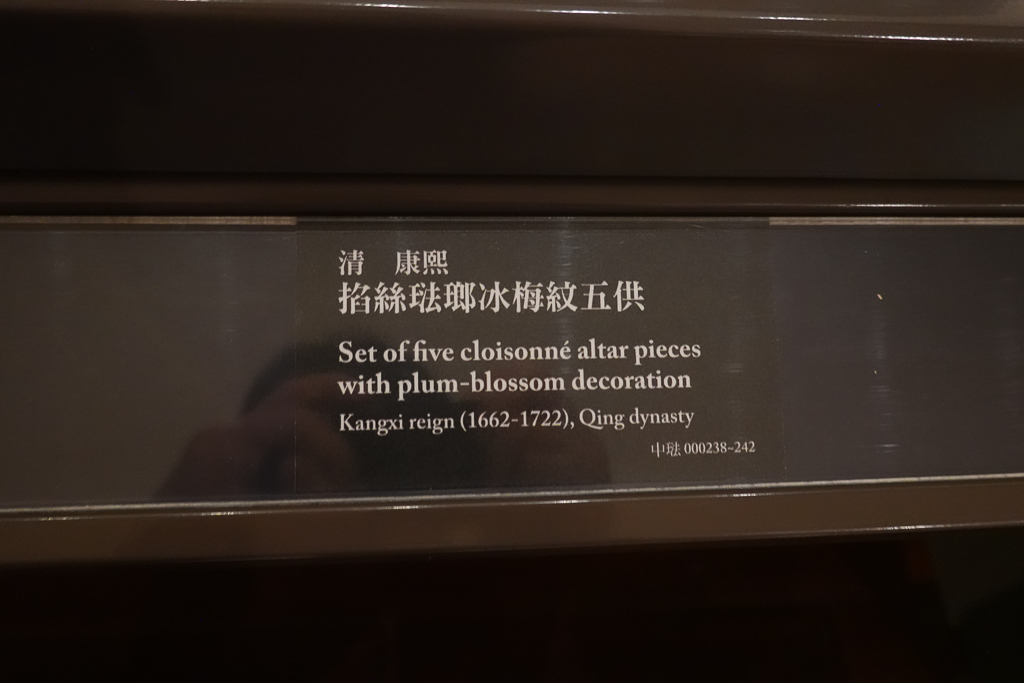 清　康熙
掐絲琺瑯冰梅紋五供
Set of five cloisonné altar pieces
with plum-blossom decoration
Kangxi reign (1662-1722), Qing dynasty
中琺 000238~242